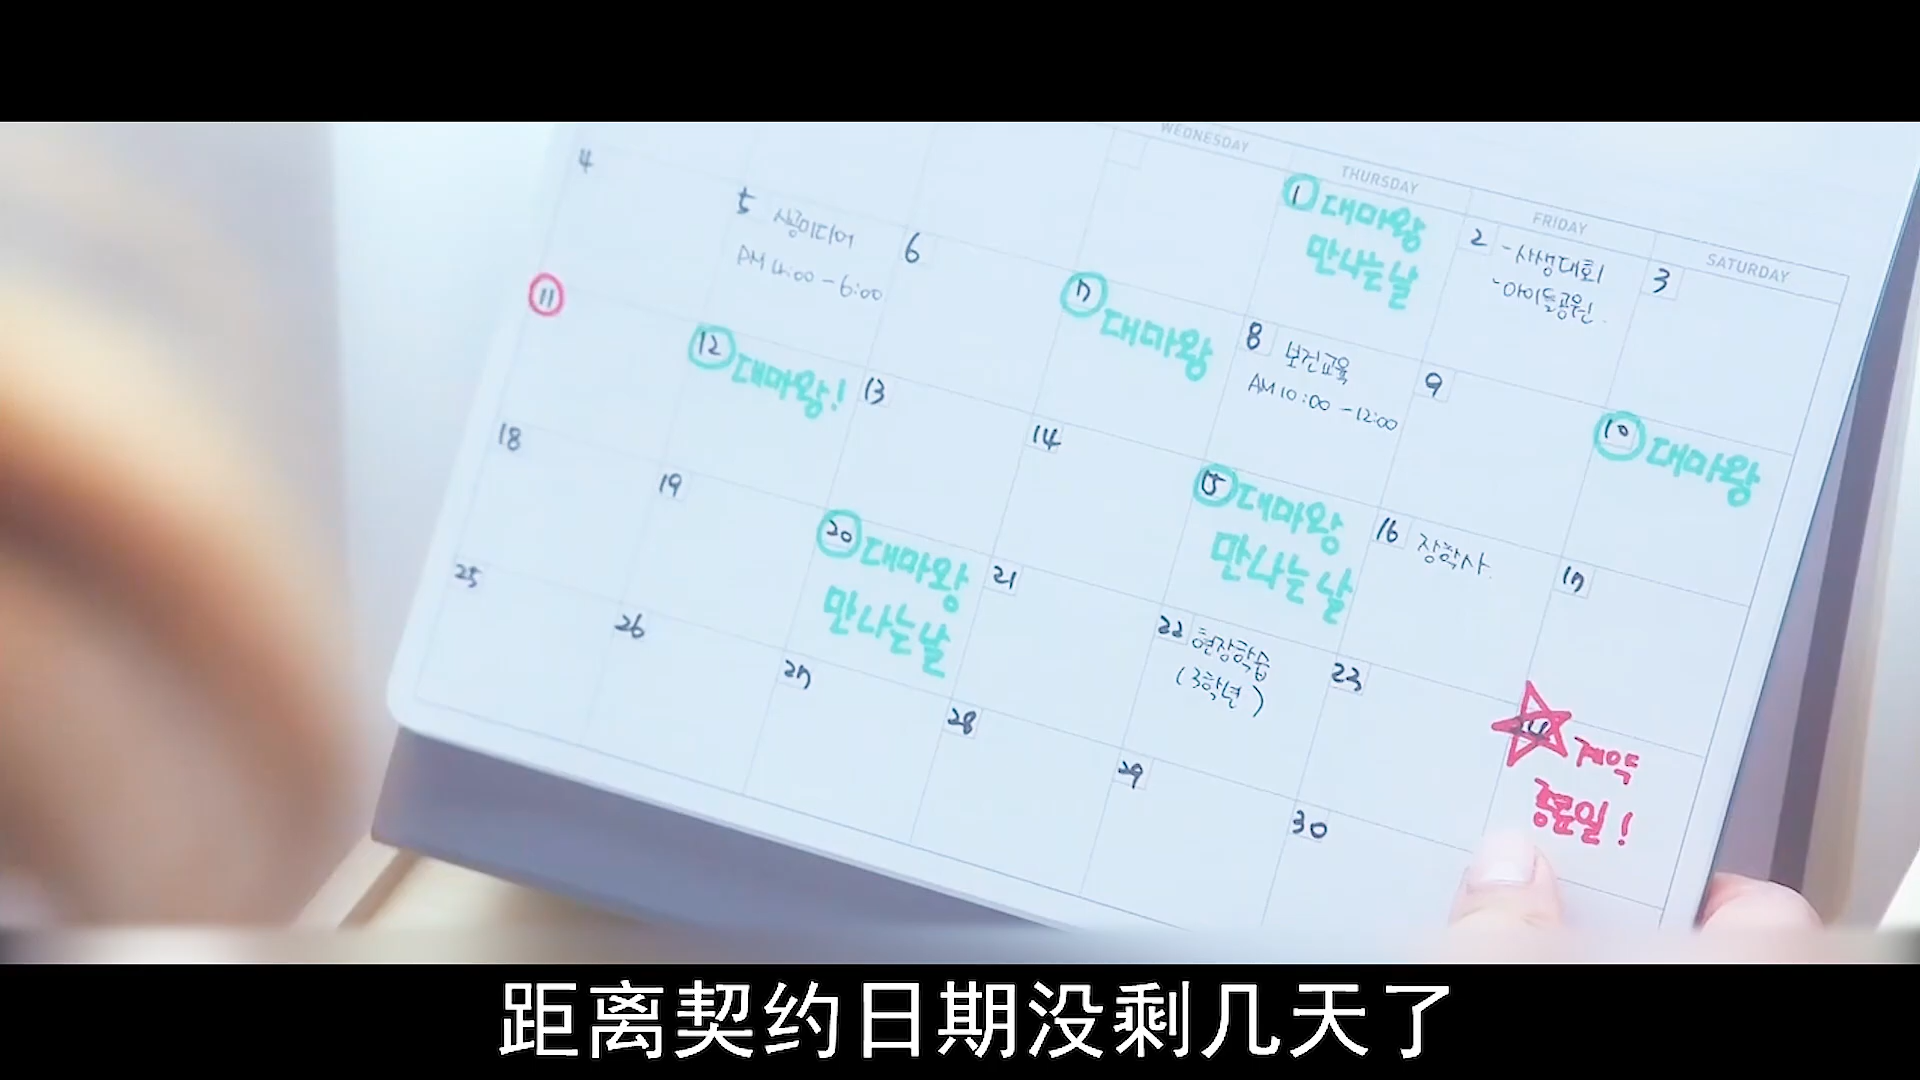 WEDNESDAY
THURSDAY
FRIDAY
SATURDAY
1 대마왕
만나는날
2 -사생대회
-아이돌공원.
3
4
5 시공미디어
PM 4:00 - 6:00
6
7 대마왕
8 보건교육
AM 10:00 - 12:00
9
10 대마왕
11
12 대마왕!
13
14
15 대마왕
만나는날
16 장학사.
17
18
19
20 대마왕
만나는날
21
22 현장학습
(3학년)
23
24 계약
종료일!
25
26
27
28
29
30
距离契约日期没剩几天了